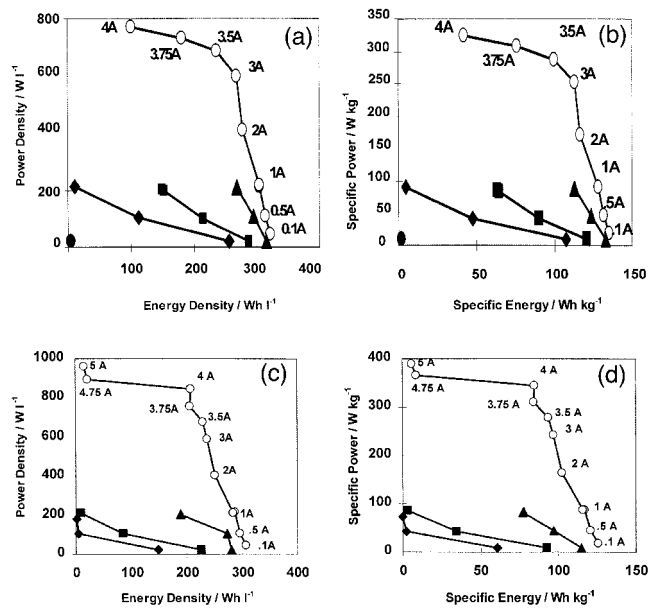 (a)
Power Density / W l-1
800
600
400
200
0
4A
3.75A
3.5A
3A
2A
1A
0.5A
0.1A
100 200 300 400
Energy Density / Wh l-1
(b)
Specific Power / W kg-1
350
300
250
200
150
100
50
0
4A
3.75A
35A
3A
2A
1A
.5A
.1A
0 50 100 150
Specific Energy / Wh kg-1
(c)
Power Density / W l-1
1000
800
600
400
200
0
5 A
4.75 A
4 A
3.75A
3.5A
3A
2A
1A
.5 A
.1 A
0 100 200 300 400
Energy Density / Wh l-1
(d)
Specific Power / W kg-1
400
300
200
100
0
5 A
4.75 A
4 A
3.75 A
3.5 A
3 A
2 A
1 A
.5 A
.1 A
0 50 100 150
Specific Energy / Wh kg-1